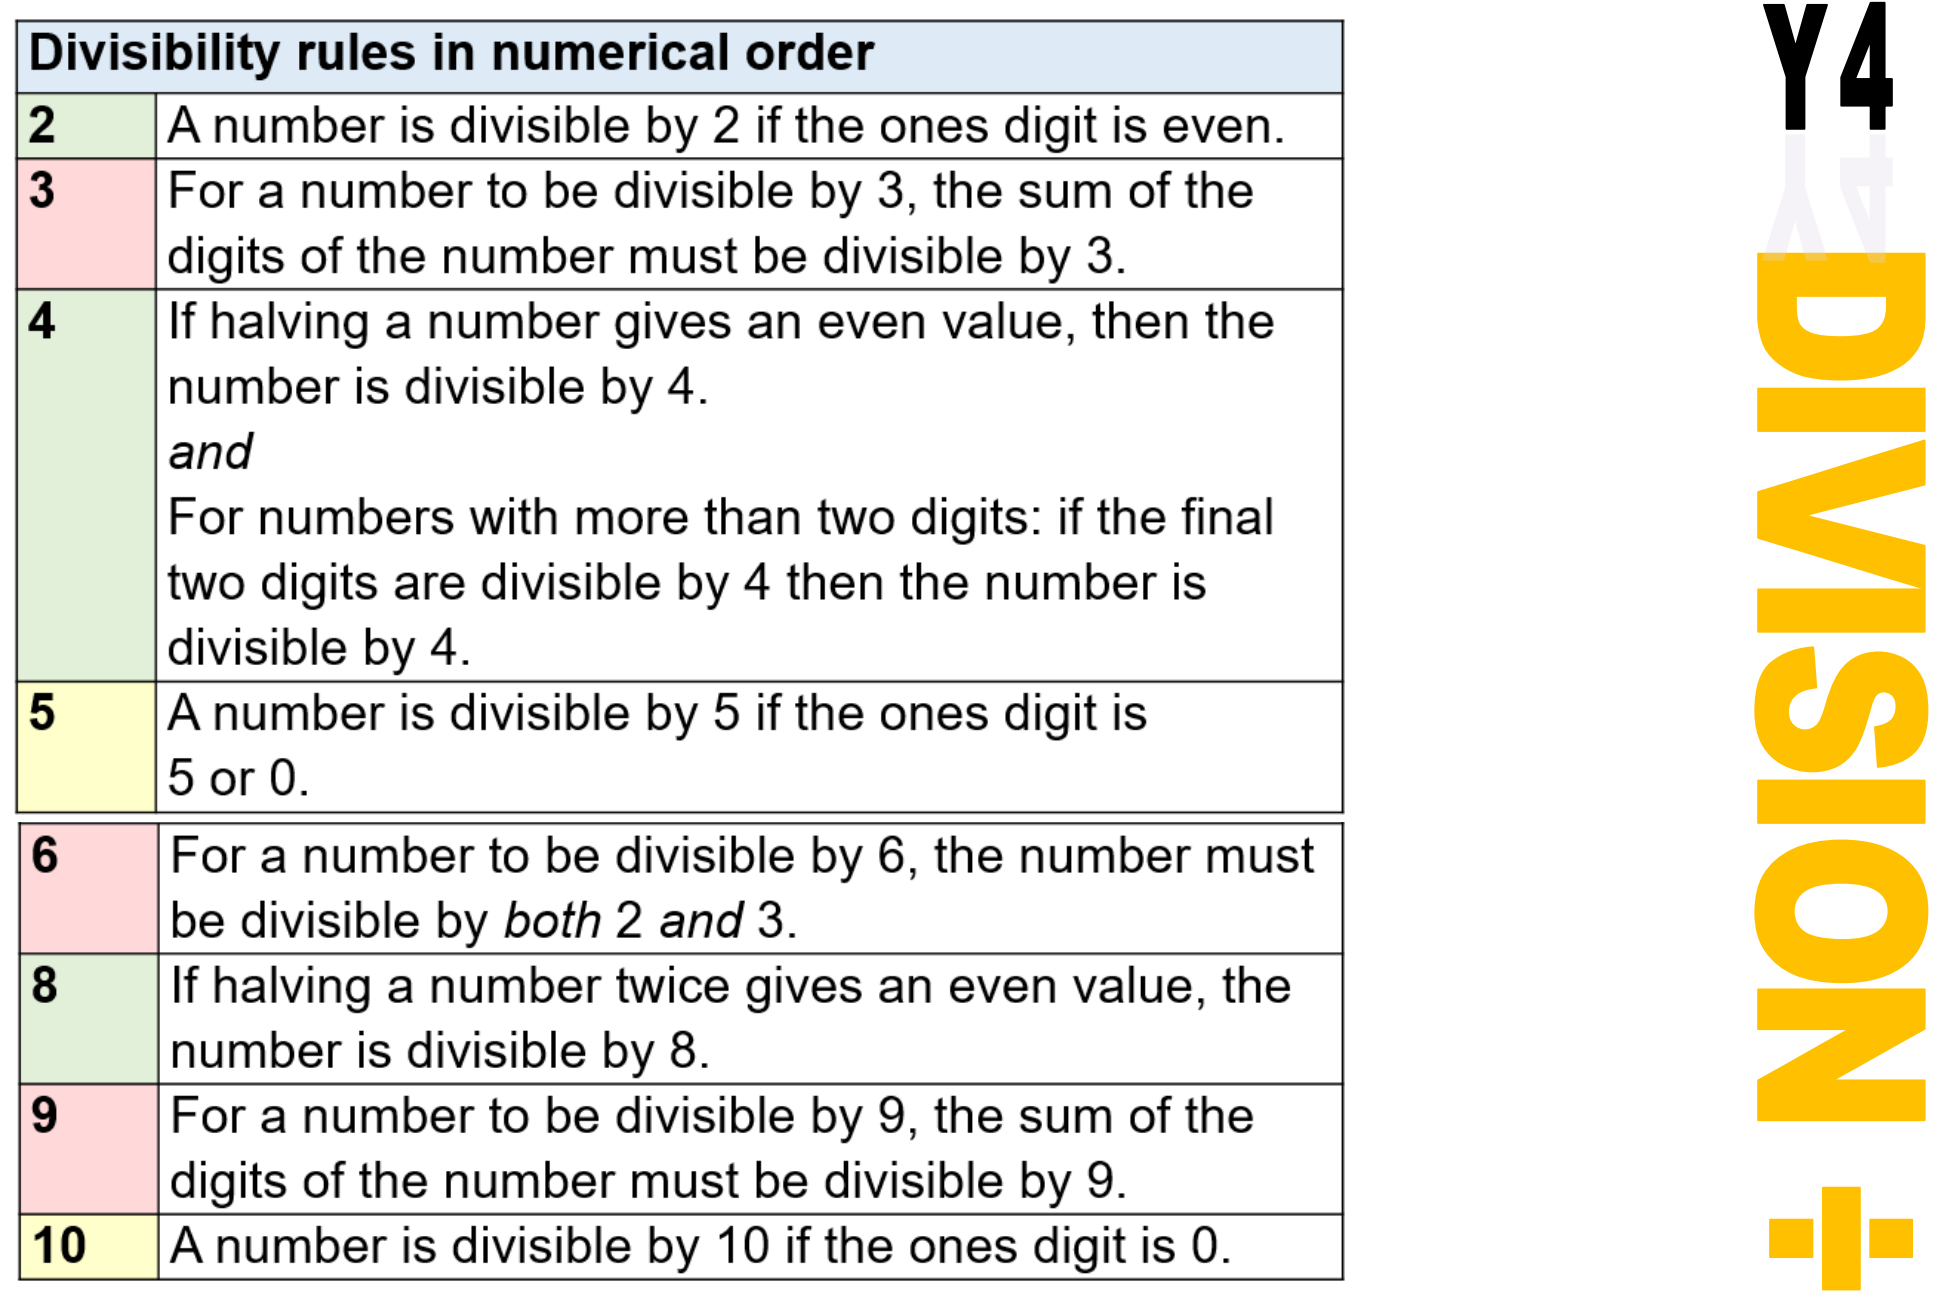 Divisibility rules in numerical order
2 A number is divisible by 2 if the ones digit is even.
3 For a number to be divisible by 3, the sum of the
digits of the number must be divisible by 3.
4 If halving a number gives an even value, then the
number is divisible by 4.
and
For numbers with more than two digits: if the final
two digits are divisible by 4 then the number is
divisible by 4.
5 A number is divisible by 5 if the ones digit is
5 or 0.
6 For a number to be divisible by 6, the number must
be divisible by both 2 and 3.
8 If halving a number twice gives an even value, the
number is divisible by 8.
9 For a number to be divisible by 9, the sum of the
digits of the number must be divisible by 9.
10 A number is divisible by 10 if the ones digit is 0.
Y4
DIVISION ÷